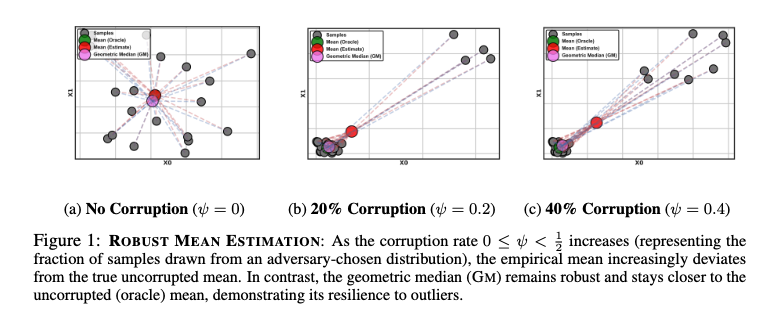 Samples
Mean (Oracle)
Mean (Estimate)
Geometric Median (GM)
X1
X0
Samples
Mean (Oracle)
Mean (Estimate)
Geometric Median (GM)
X1
X0
Samples
Mean (Oracle)
Mean (Estimate)
Geometric Median (GM)
X1
X0
(a) No Corruption (ψ = 0)
(b) 20% Corruption (ψ = 0.2)
(c) 40% Corruption (ψ = 0.4)
Figure 1: ROBUST MEAN ESTIMATION: As the corruption rate 0 ≤ ψ < 1/2 increases (representing the
fraction of samples drawn from an adversary-chosen distribution), the empirical mean increasingly deviates
from the true uncorrupted mean. In contrast, the geometric median (GM) remains robust and stays closer to the
uncorrupted (oracle) mean, demonstrating its resilience to outliers.